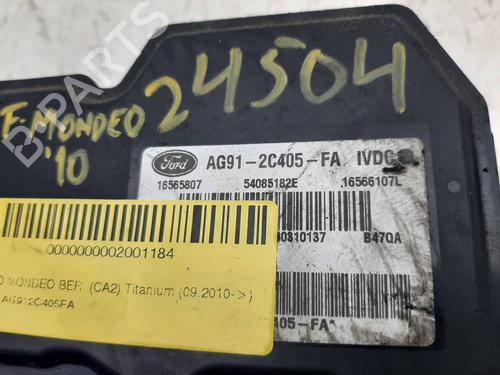 24504
F. MONDEO
'10
B-PARTS
Ford
AG91-2C405-FA IVDC
16565807 54085182E .16566107L
0310137 B47QA
0000000002001184
MONDEO BER. (CA2) Titanium (09.2010->)
AG912C405FA
405-FA*